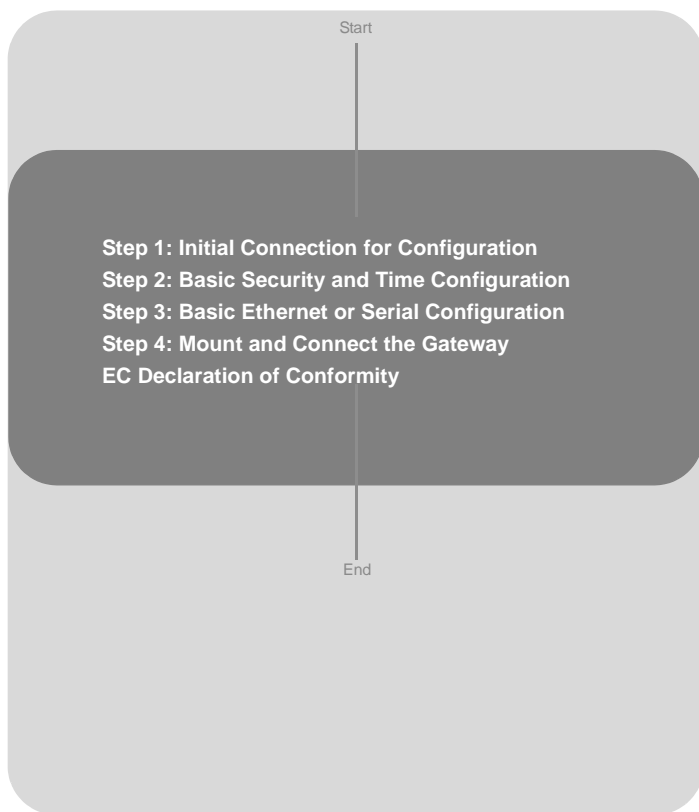 Start
Step 1: Initial Connection for Configuration
Step 2: Basic Security and Time Configuration
Step 3: Basic Ethernet or Serial Configuration
Step 4: Mount and Connect the Gateway
EC Declaration of Conformity
End